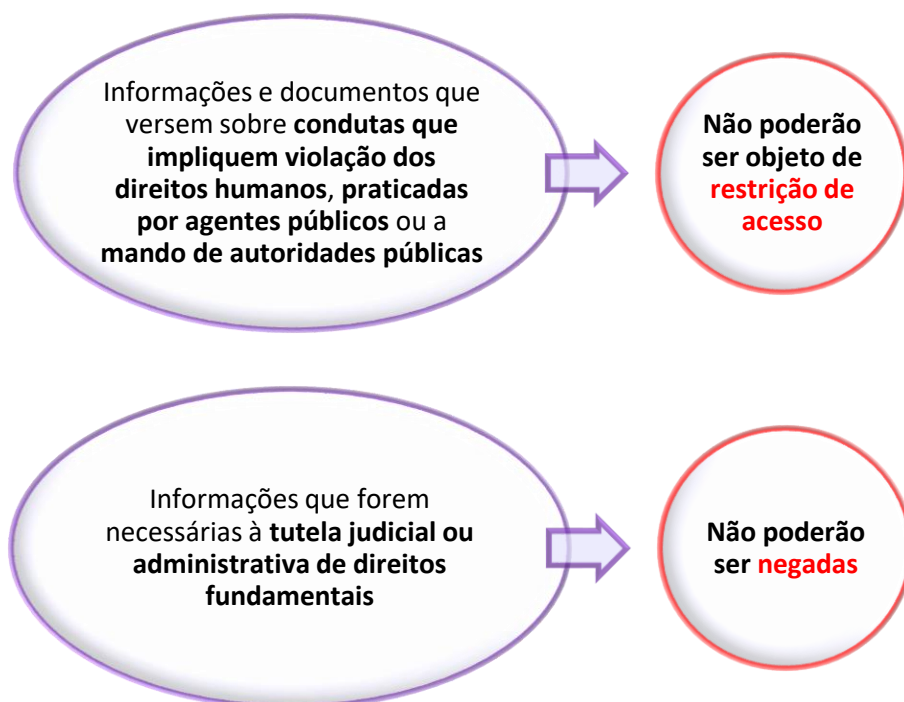 Informações e documentos que
versem sobre condutas que
impliquem violação dos
direitos humanos, praticadas
por agentes públicos ou a
mando de autoridades públicas
Não poderão
ser objeto de
restrição de
acesso
Informações que forem
necessárias à tutela judicial ou
administrativa de direitos
fundamentais
Não poderão
ser negadas